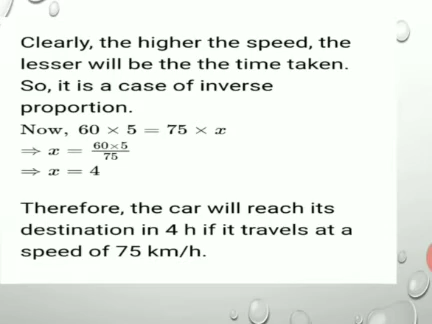 Clearly, the higher the speed, the
lesser will be the the time taken.
So, it is a case of inverse
proportion.
Now, 60 × 5 = 75 × x
⇒ x = 60×5/75
⇒ x = 4
Therefore, the car will reach its
destination in 4 h if it travels at a
speed of 75 km/h.